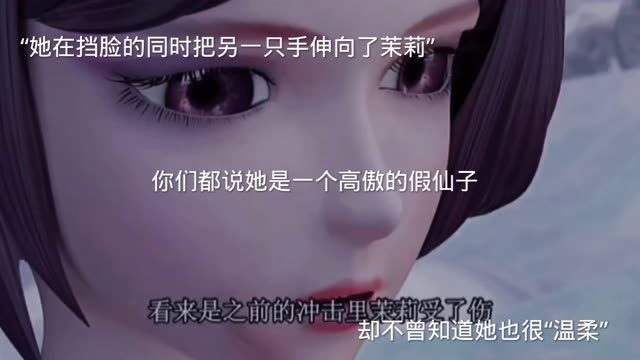 “她在挡脸的同时把另一只手伸向了茉莉”
你们都说她是一个高傲的假仙子
看来是之前的冲击里茉莉受了伤
却不曾知道她也很“温柔”